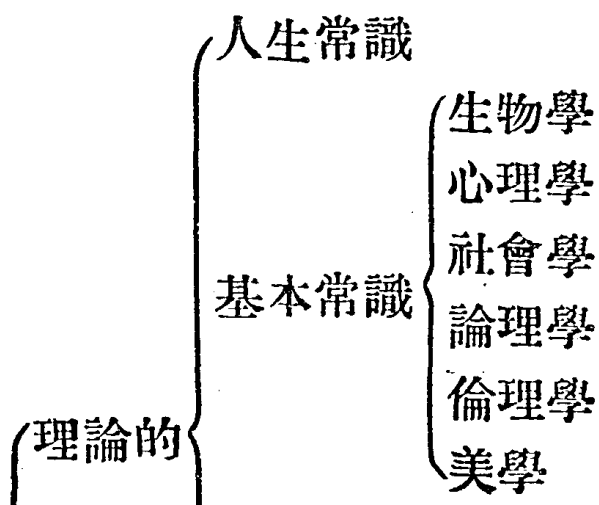 人生常識
生物學
心理學
社會學
基本常識
論理學
倫理學
理論的
美學